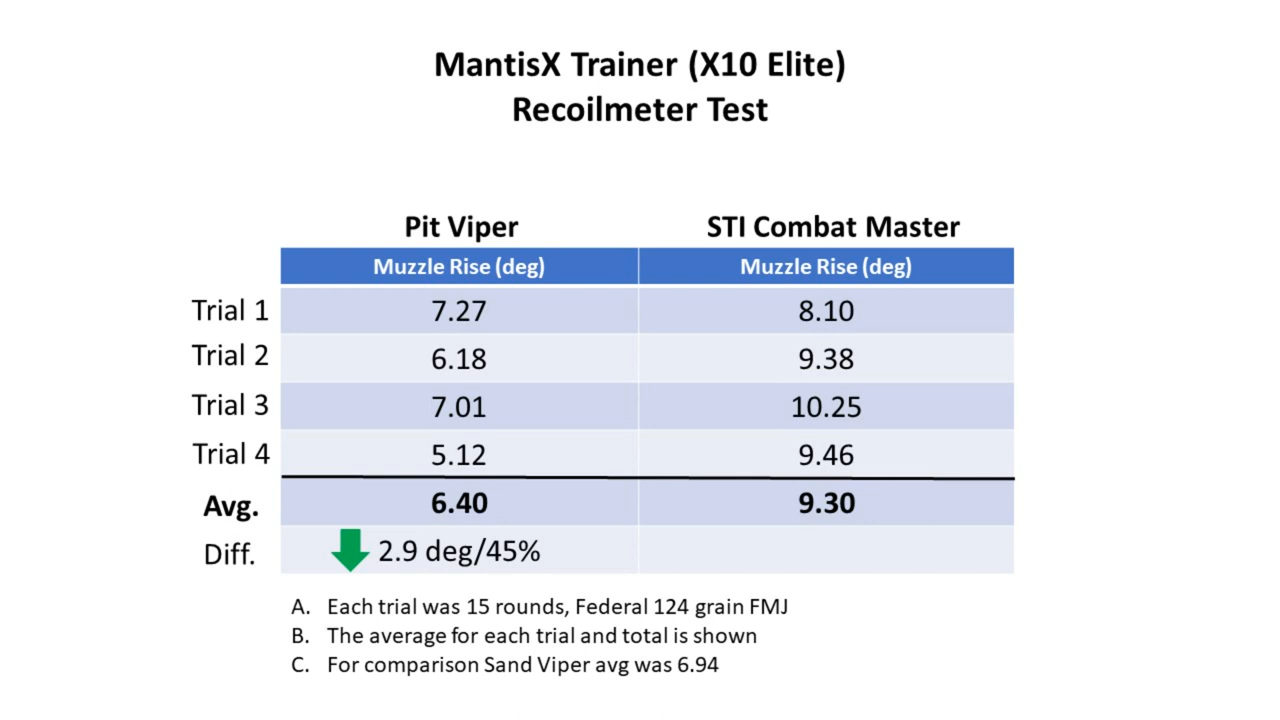 MantisX Trainer (X10 Elite)
Recoilmeter Test
Pit Viper STI Combat Master
Muzzle Rise (deg) Muzzle Rise (deg)
Trial 1 7.27 8.10
Trial 2 6.18 9.38
Trial 3 7.01 10.25
Trial 4 5.12 9.46
Avg. 6.40 9.30
Diff. 2.9 deg/45%
A. Each trial was 15 rounds, Federal 124 grain FMJ
B. The average for each trial and total is shown
C. For comparison Sand Viper avg was 6.94